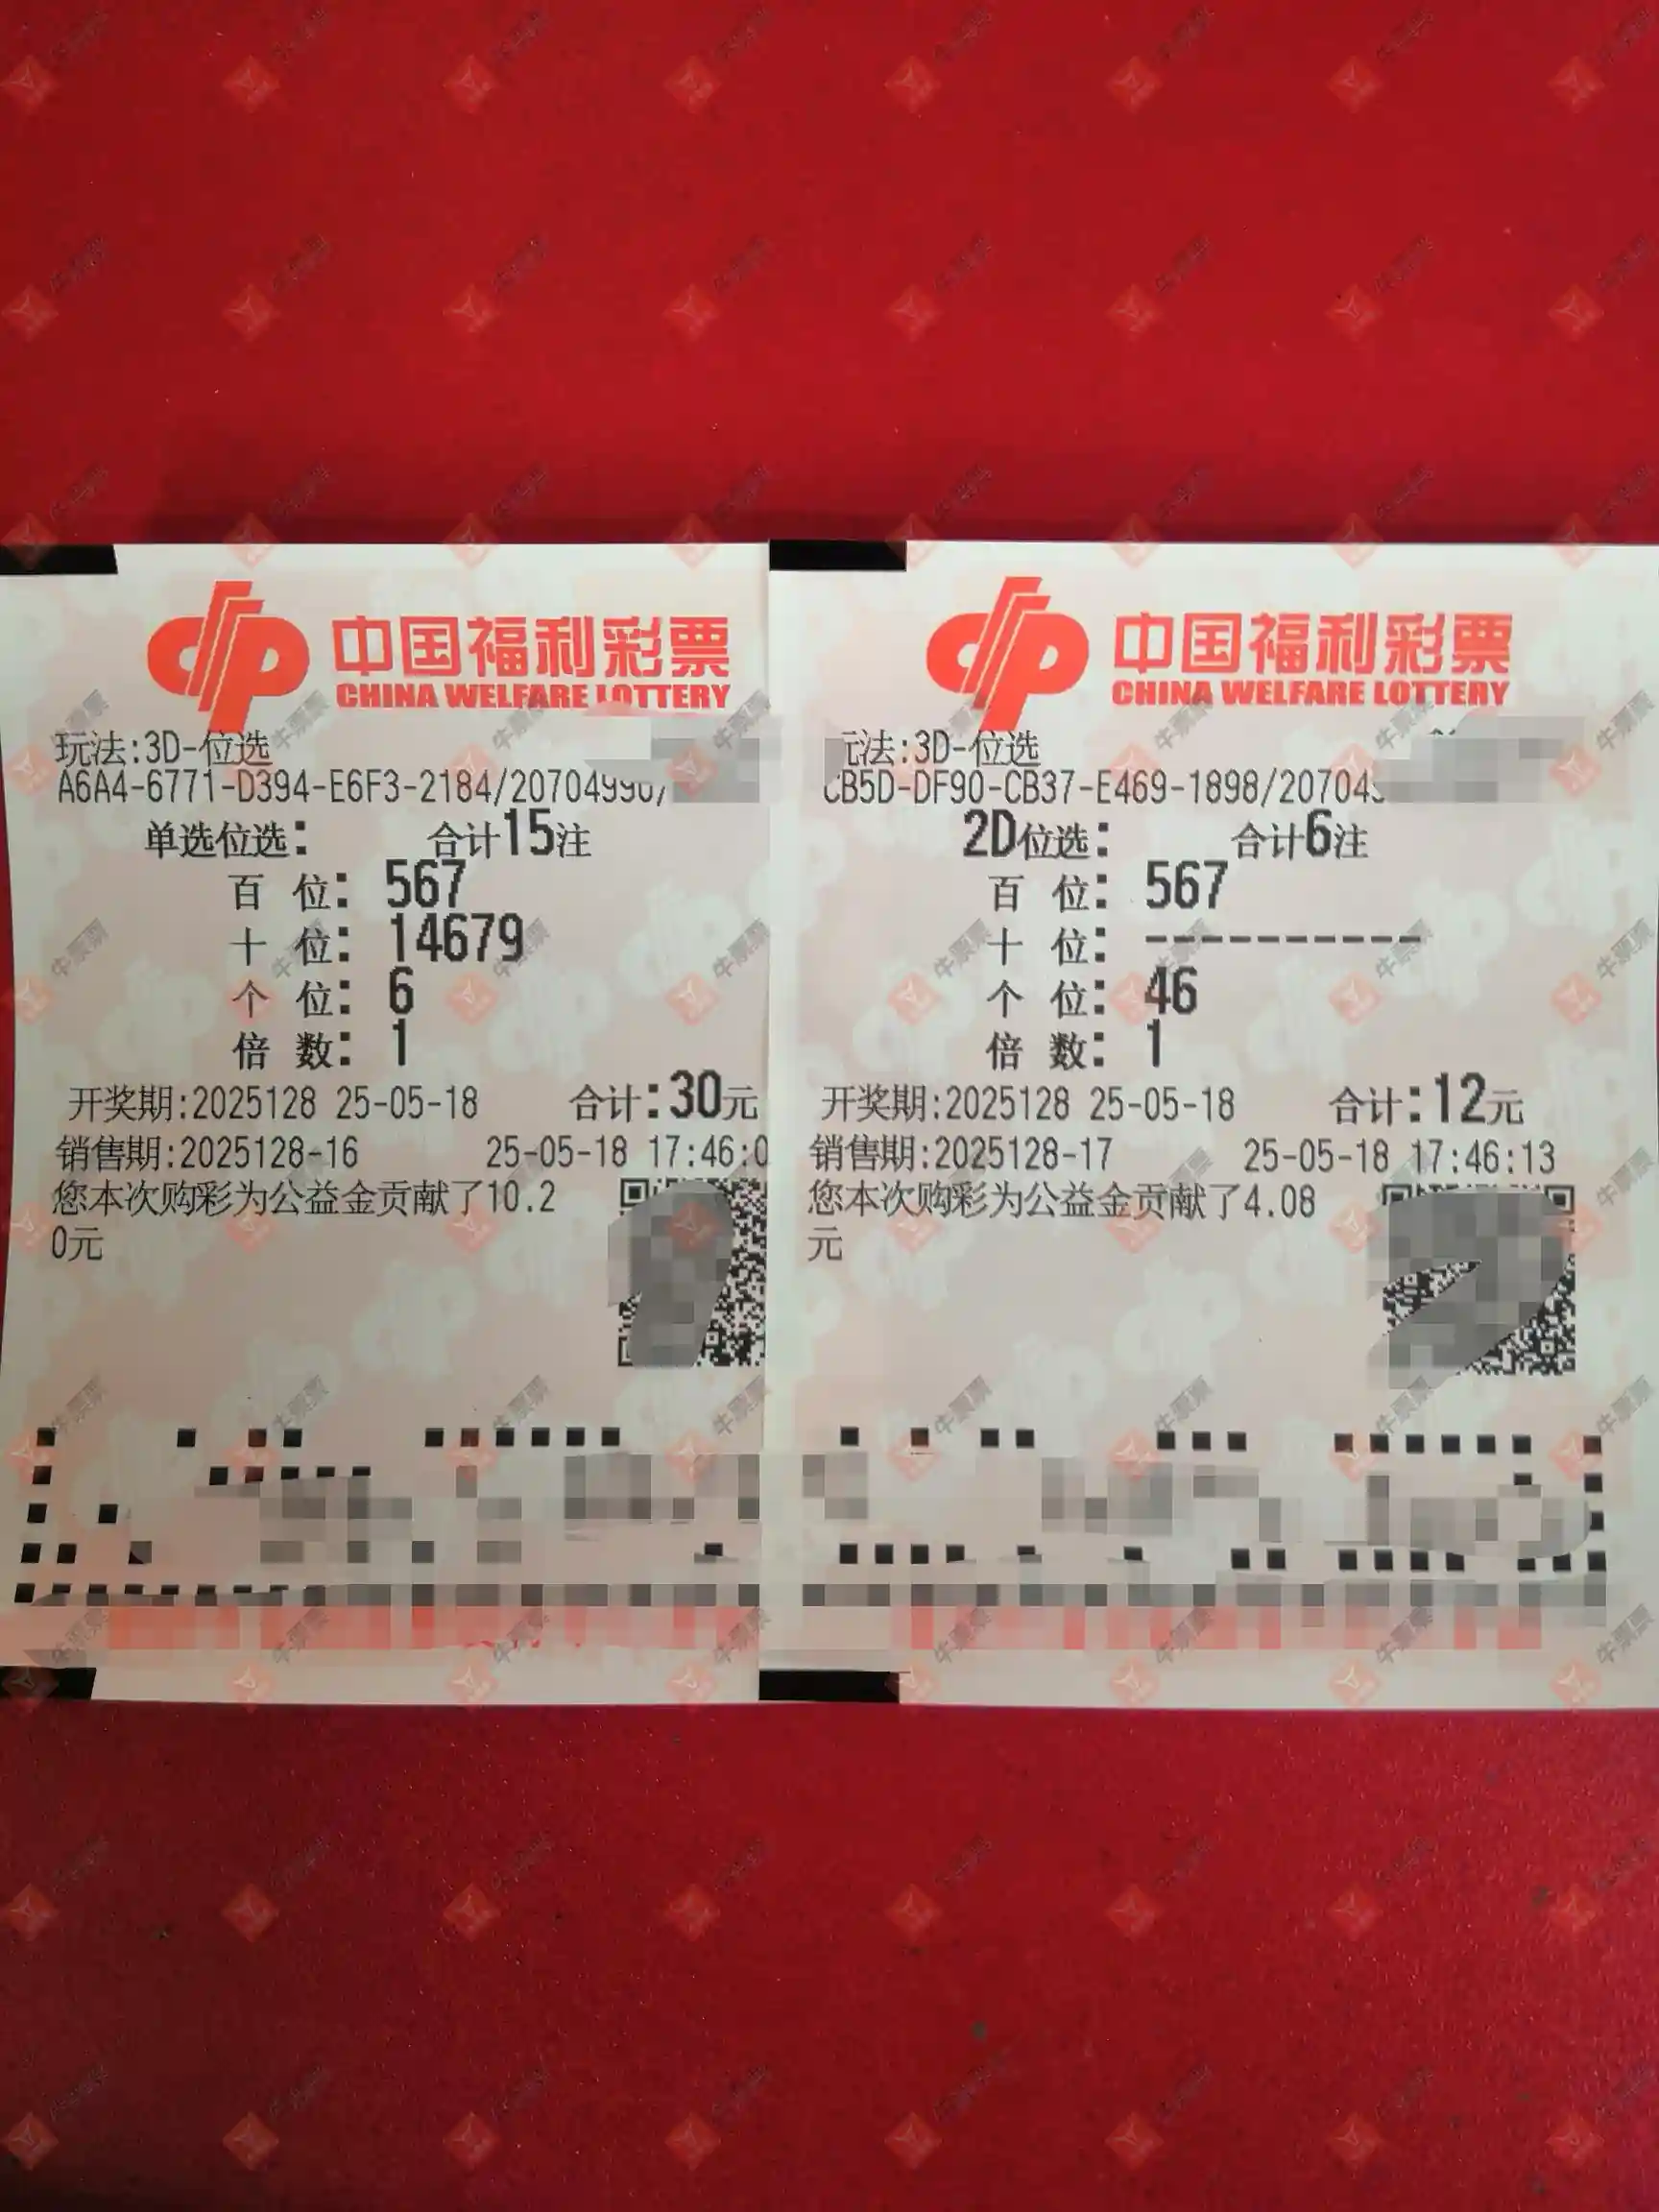 中国福利彩票
CHINA WELFARE LOTTERY
玩法:3D-位选
A6A4-6771-D394-E6F3-2184/20704990/
单选位选: 合计15注
百 位: 567
十 位: 14679
个 位: 6
倍 数: 1
开奖期:2025128 25-05-18 合计:30元
销售期:2025128-16 25-05-18 17:46:0
您本次购彩为公益金贡献了10.2
0元
中国福利彩票
CHINA WELFARE LOTTERY
玩法:3D-位选
CB5D-DF90-CB37-E469-1898/20704
2D位选: 合计6注
百 位: 567
十 位: ----------
个 位: 46
倍 数: 1
开奖期:2025128 25-05-18 合计:12元
销售期:2025128-17 25-05-18 17:46:13
您本次购彩为公益金贡献了4.08
元
牛票票